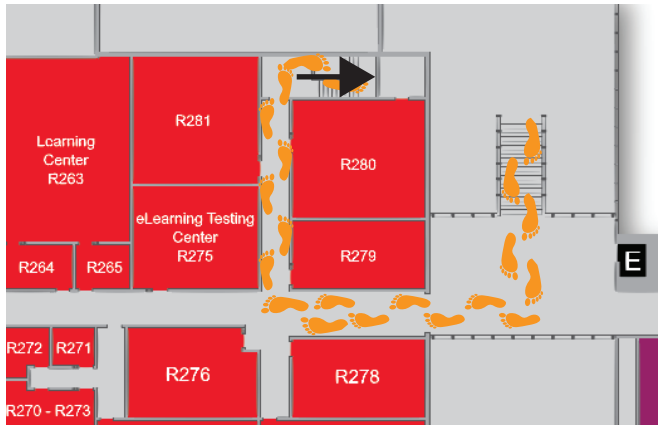 R281
Learning
Center
R263
R280
eLearning Testing
Center
R275
R264
R265
R279
E
R272
R271
R276
R278
R270 - R273